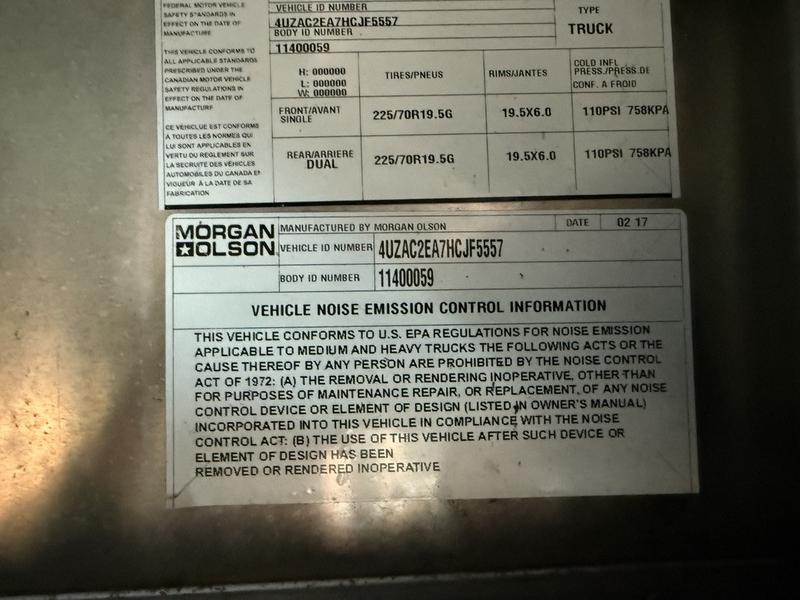 FEDERAL MOTOR VEHICLE
SAFETY STANDARDS IN
EFFECT ON THE DATE OF
MANUFACTURE
THIS VEHICLE CONFORMS TO
ALL APPLICABLE STANDARDS
PRESCRIBED UNDER THE
CANADIAN MOTOR VEHICLE
SAFETY REGULATIONS IN
EFFECT ON THE DATE OF
MANUFACTURE
CE VÉHICLUE EST CONFORME
A TOUTES LES NORMES QUI
LUI SONT APPLICABLES EN
VERTU DU REGLEMENT SUR
LA SECRUITE DES VÉHICLES
AUTOMOBILES DU CANADA EN
VIGUEUR À LA DATE DE SA
FABRICATION
VEHICLE ID NUMBER
4UZAC2EA7HCJF5557
BODY ID NUMBER
11400059
TYPE
TRUCK
H: 000000
L: 000000
W: 000000
TIRES/PNEUS
RIMS/JANTES
COLD INFL
PRESS./PRESS.DE
CONF. A FROID
FRONT/AVANT
SINGLE
225/70R19.5G
19.5X6.0
110PSI 758KPA
REAR/ARRIERE
DUAL
225/70R19.5G
19.5X6.0
110PSI 758KPA
MORGAN
OLSON
MANUFACTURED BY MORGAN OLSON
DATE
02 17
VEHICLE ID NUMBER
4UZAC2EA7HCJF5557
BODY ID NUMBER
11400059
VEHICLE NOISE EMISSION CONTROL INFORMATION
THIS VEHICLE CONFORMS TO U.S. EPA REGULATIONS FOR NOISE EMISSION
APPLICABLE TO MEDIUM AND HEAVY TRUCKS THE FOLLOWING ACTS OR THE
CAUSE THEREOF BY ANY PERSON ARE PROHIBITED BY THE NOISE CONTROL
ACT OF 1972: (A) THE REMOVAL OR RENDERING INOPERATIVE, OTHER THAN
FOR PURPOSES OF MAINTENANCE REPAIR, OR REPLACEMENT, OF ANY NOISE
CONTROL DEVICE OR ELEMENT OF DESIGN (LISTED IN OWNER'S MANUAL)
INCORPORATED INTO THIS VEHICLE IN COMPLIANCE WITH THE NOISE
CONTROL ACT: (B) THE USE OF THIS VEHICLE AFTER SUCH DEVICE OR
ELEMENT OF DESIGN HAS BEEN
REMOVED OR RENDERED INOPERATIVE